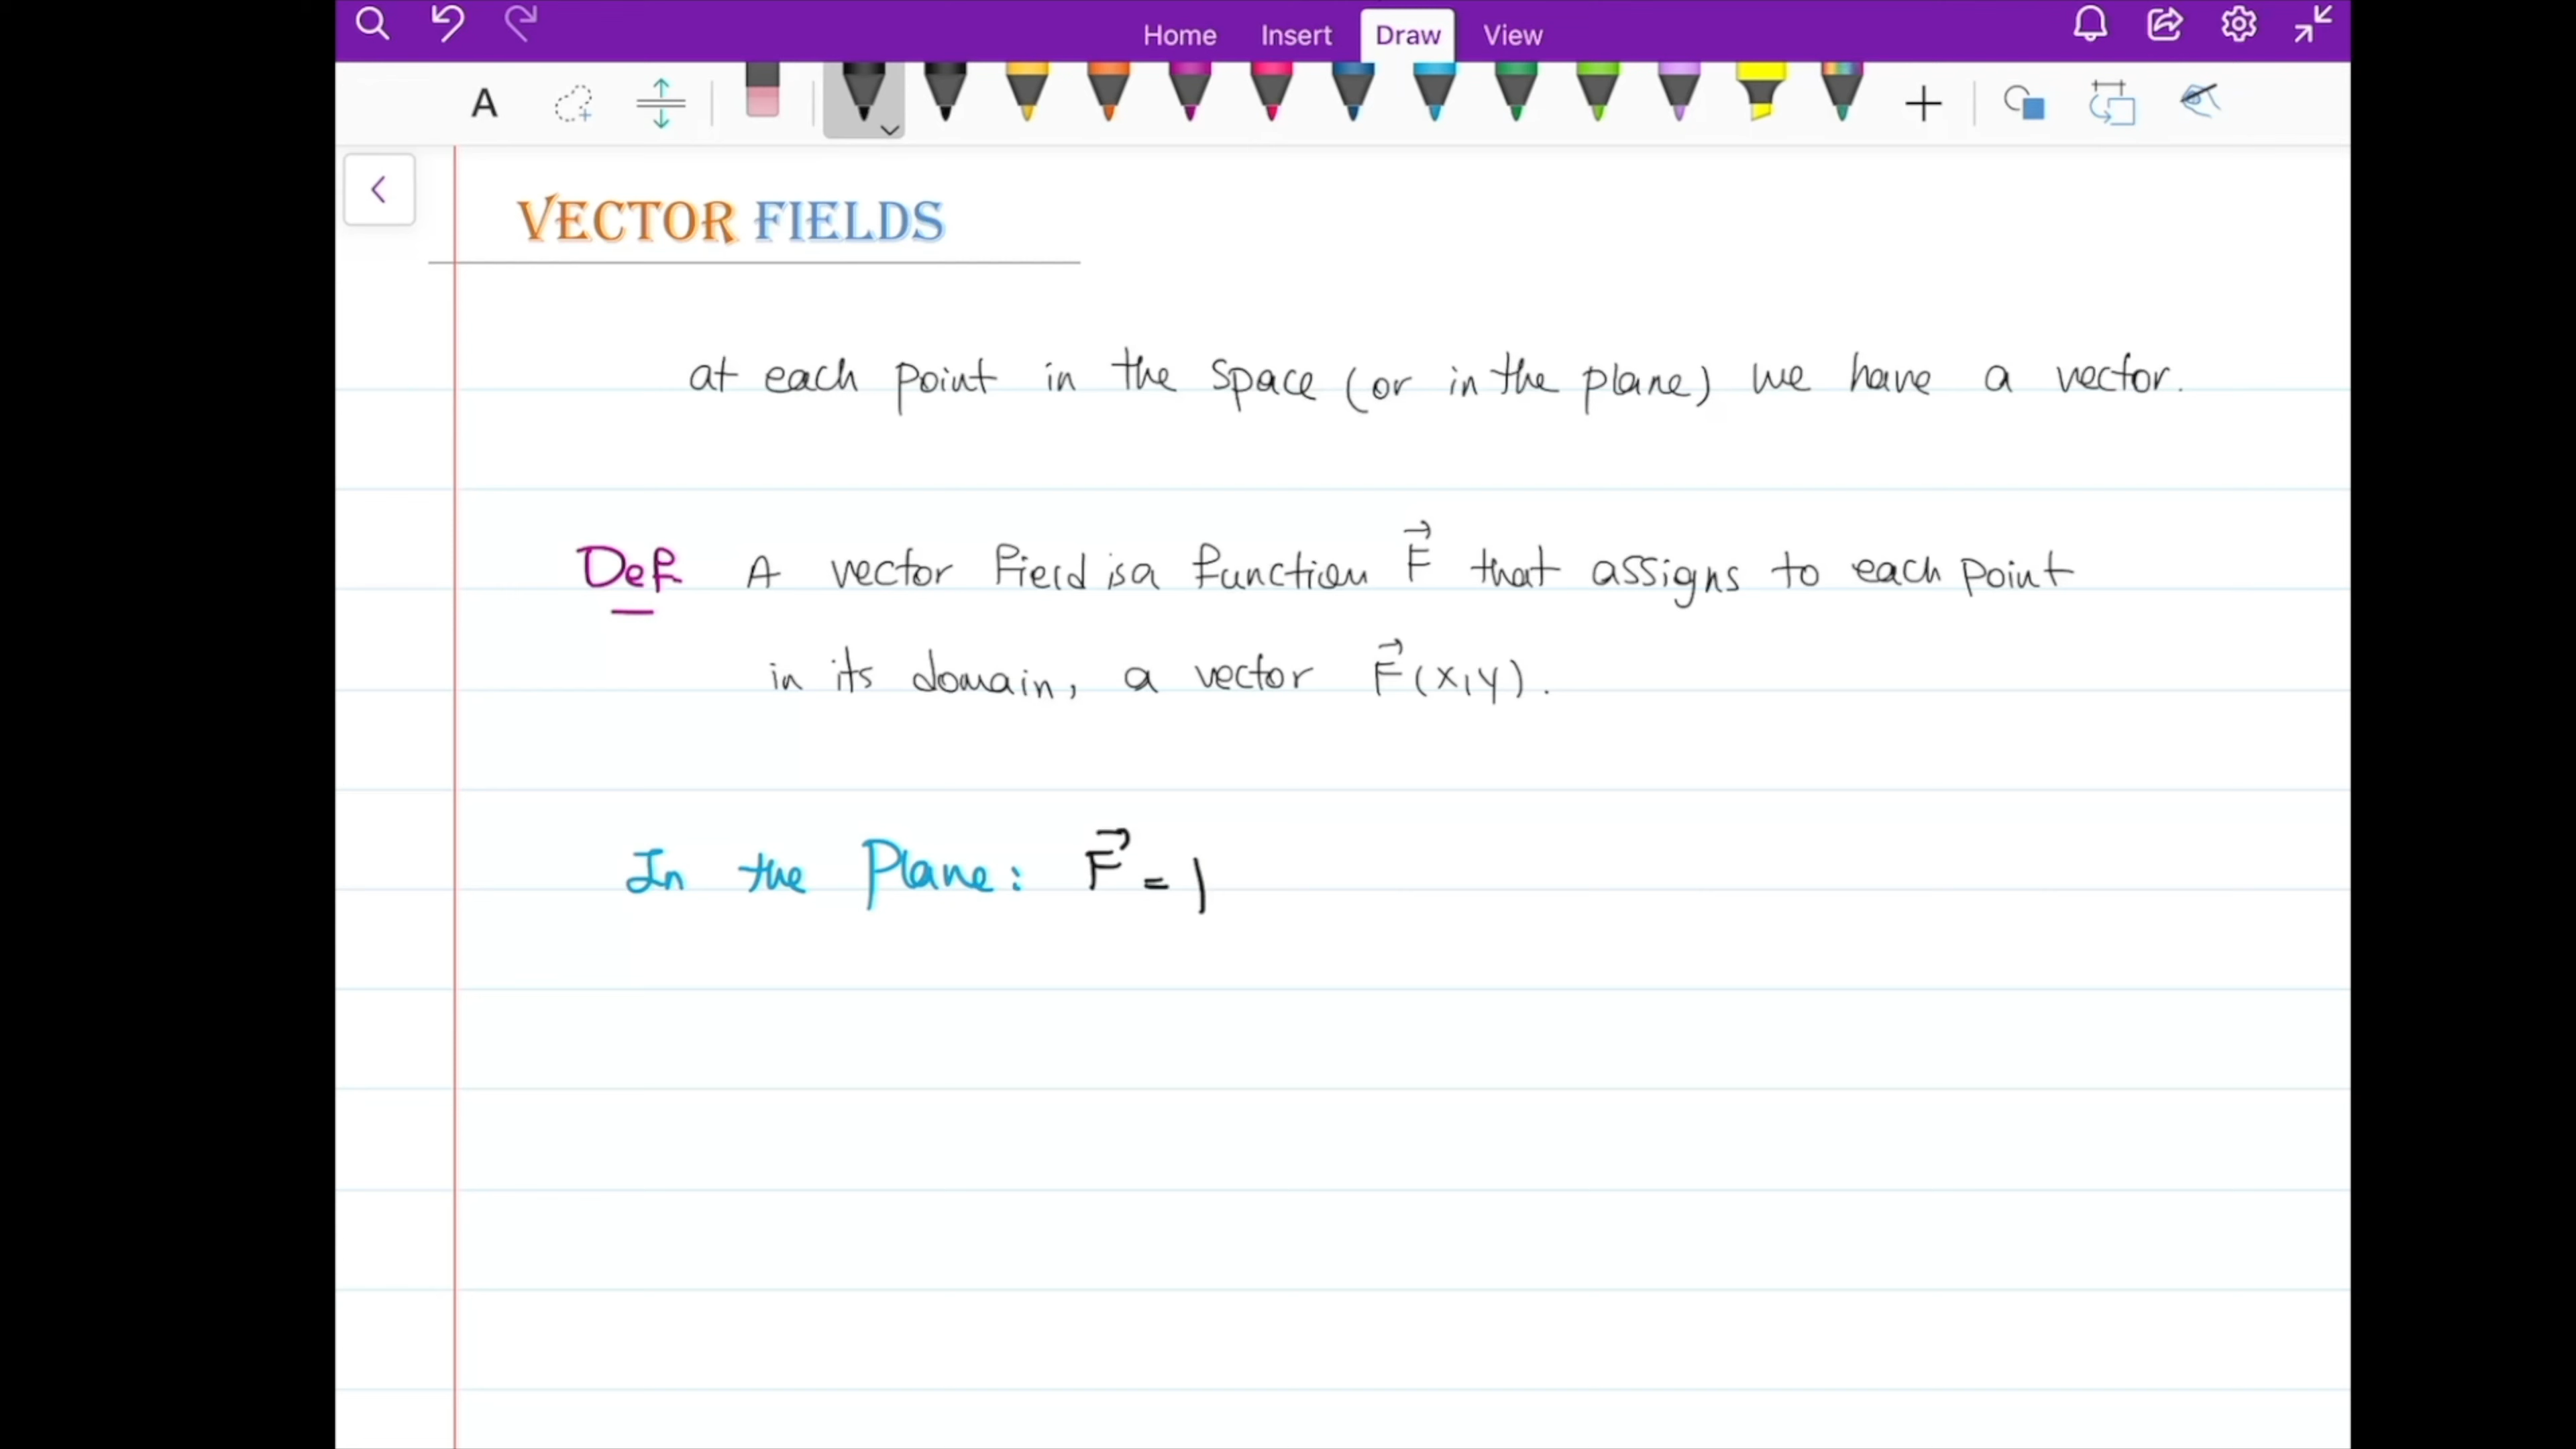 Home Insert Draw View
A
VECTOR FIELDS
at each point in the space (or in the plane) we have a vector.
Def A vector field is a function F⃗ that assigns to each point
in its domain, a vector F⃗(x,y).
In the Plane: F⃗ =